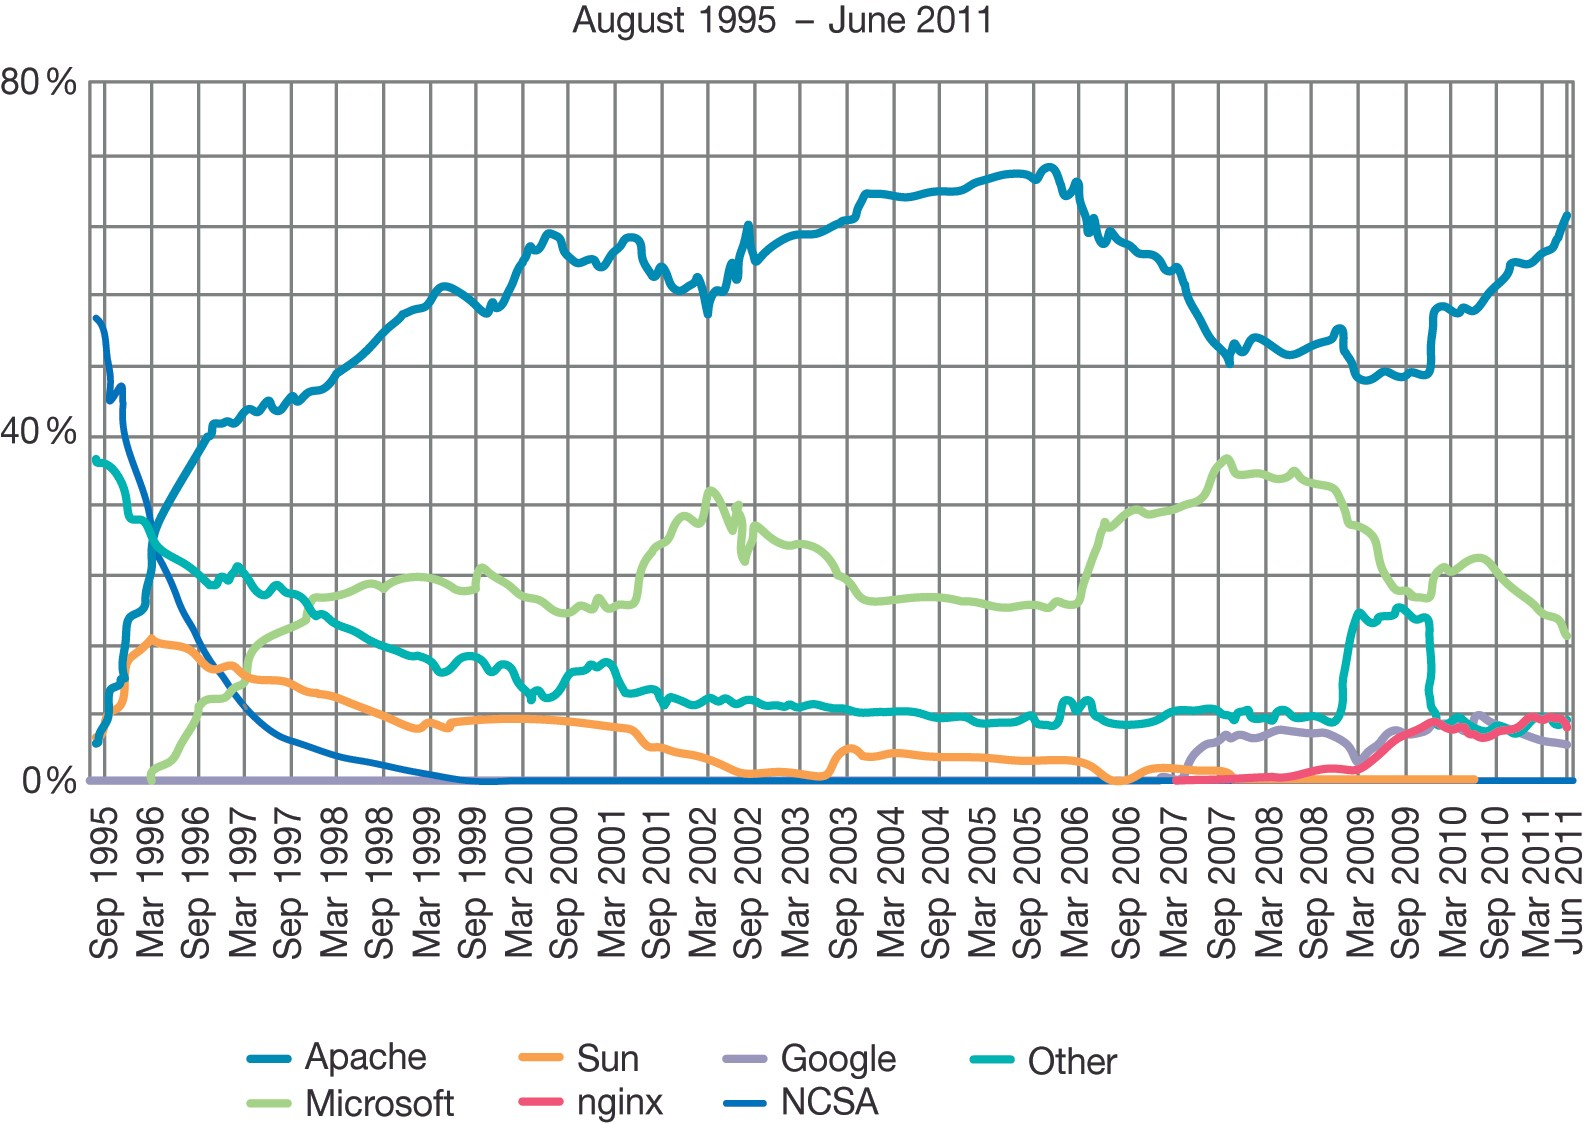 August 1995 – June 2011
80 %
40 %
0 %
Sep 1995
Mar 1996
Sep 1996
Mar 1997
Sep 1997
Mar 1998
Sep 1998
Mar 1999
Sep 1999
Mar 2000
Sep 2000
Mar 2001
Sep 2001
Mar 2002
Sep 2002
Mar 2003
Sep 2003
Mar 2004
Sep 2004
Mar 2005
Sep 2005
Mar 2006
Sep 2006
Mar 2007
Sep 2007
Mar 2008
Sep 2008
Mar 2009
Sep 2009
Mar 2010
Sep 2010
Mar 2011
Jun 2011
Apache Sun Google Other
Microsoft nginx NCSA